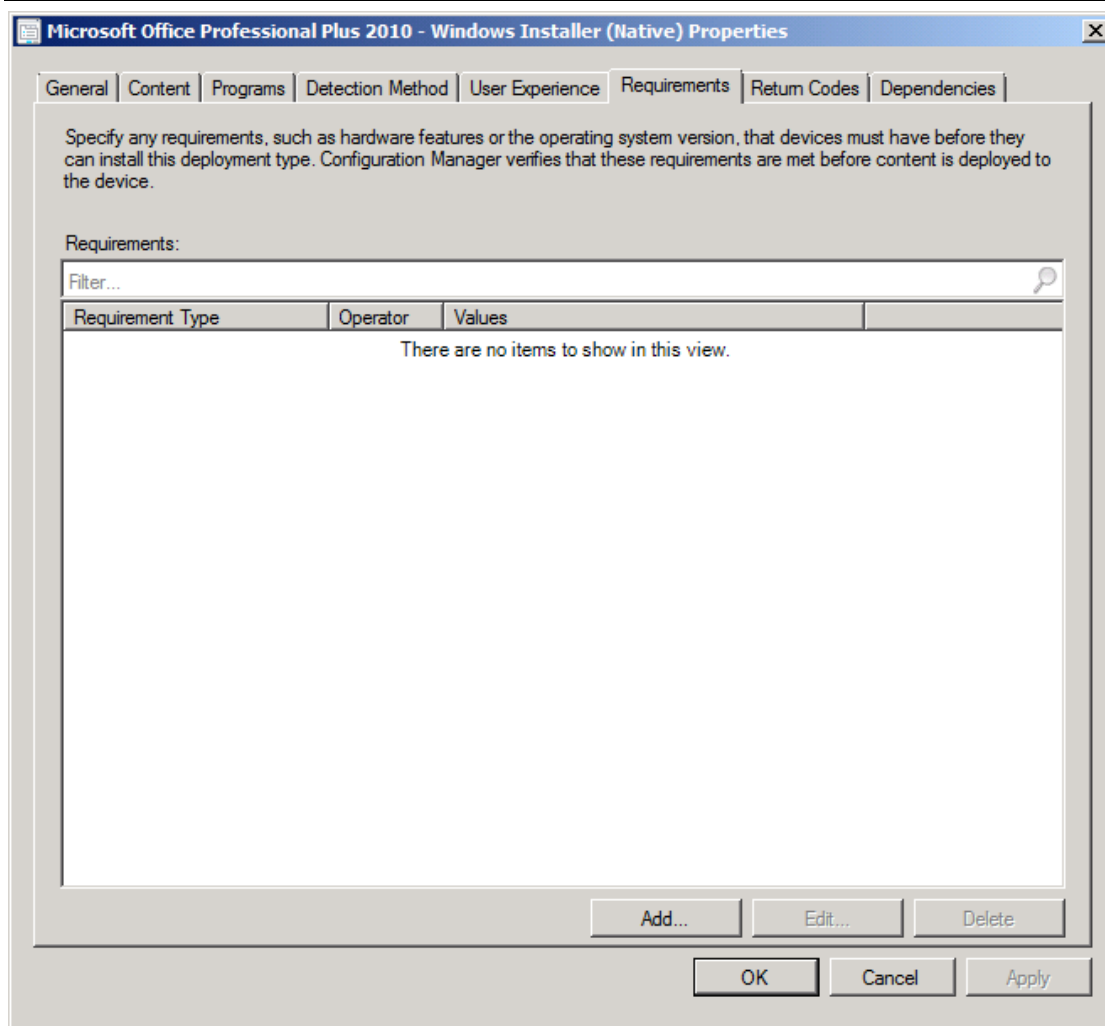 Microsoft Office Professional Plus 2010 - Windows Installer (Native) Properties
General Content Programs Detection Method User Experience Requirements Return Codes Dependencies
Specify any requirements, such as hardware features or the operating system version, that devices must have before they
can install this deployment type. Configuration Manager verifies that these requirements are met before content is deployed to
the device.
Requirements:
Filter...
Requirement Type Operator Values
There are no items to show in this view.
Add... Edit... Delete
OK Cancel Apply